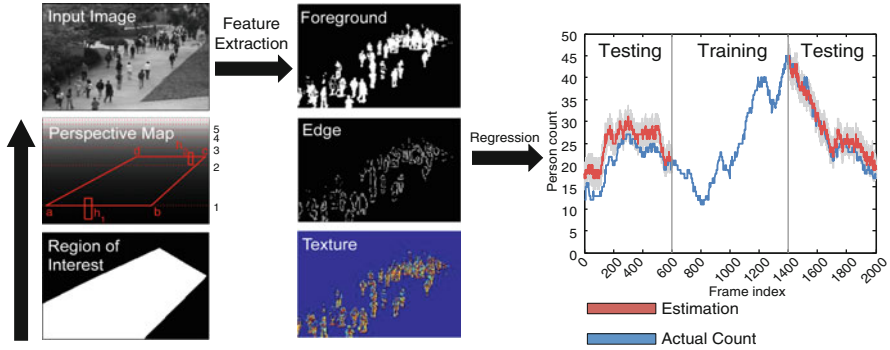 Input Image
Feature
Extraction
Foreground
Perspective Map
5
4
3
2
1
d
h2
c
a
h1
b
Edge
Region of
Interest
Texture
Regression
Person count
50
45
40
35
30
25
20
15
10
5
0
Testing
Training
Testing
0
200
400
600
800
1000
1200
1400
1600
1800
2000
Frame index
Estimation
Actual Count